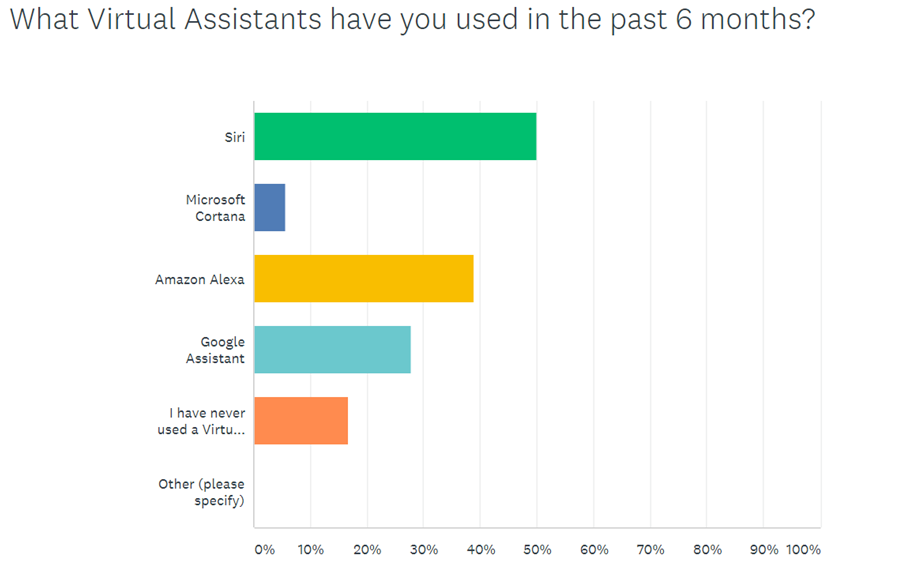 What Virtual Assistants have you used in the past 6 months?
Siri
Microsoft
Cortana
Amazon Alexa
Google
Assistant
I have never
used a Virtu...
Other (please
specify)
0% 10% 20% 30% 40% 50% 60% 70% 80% 90% 100%